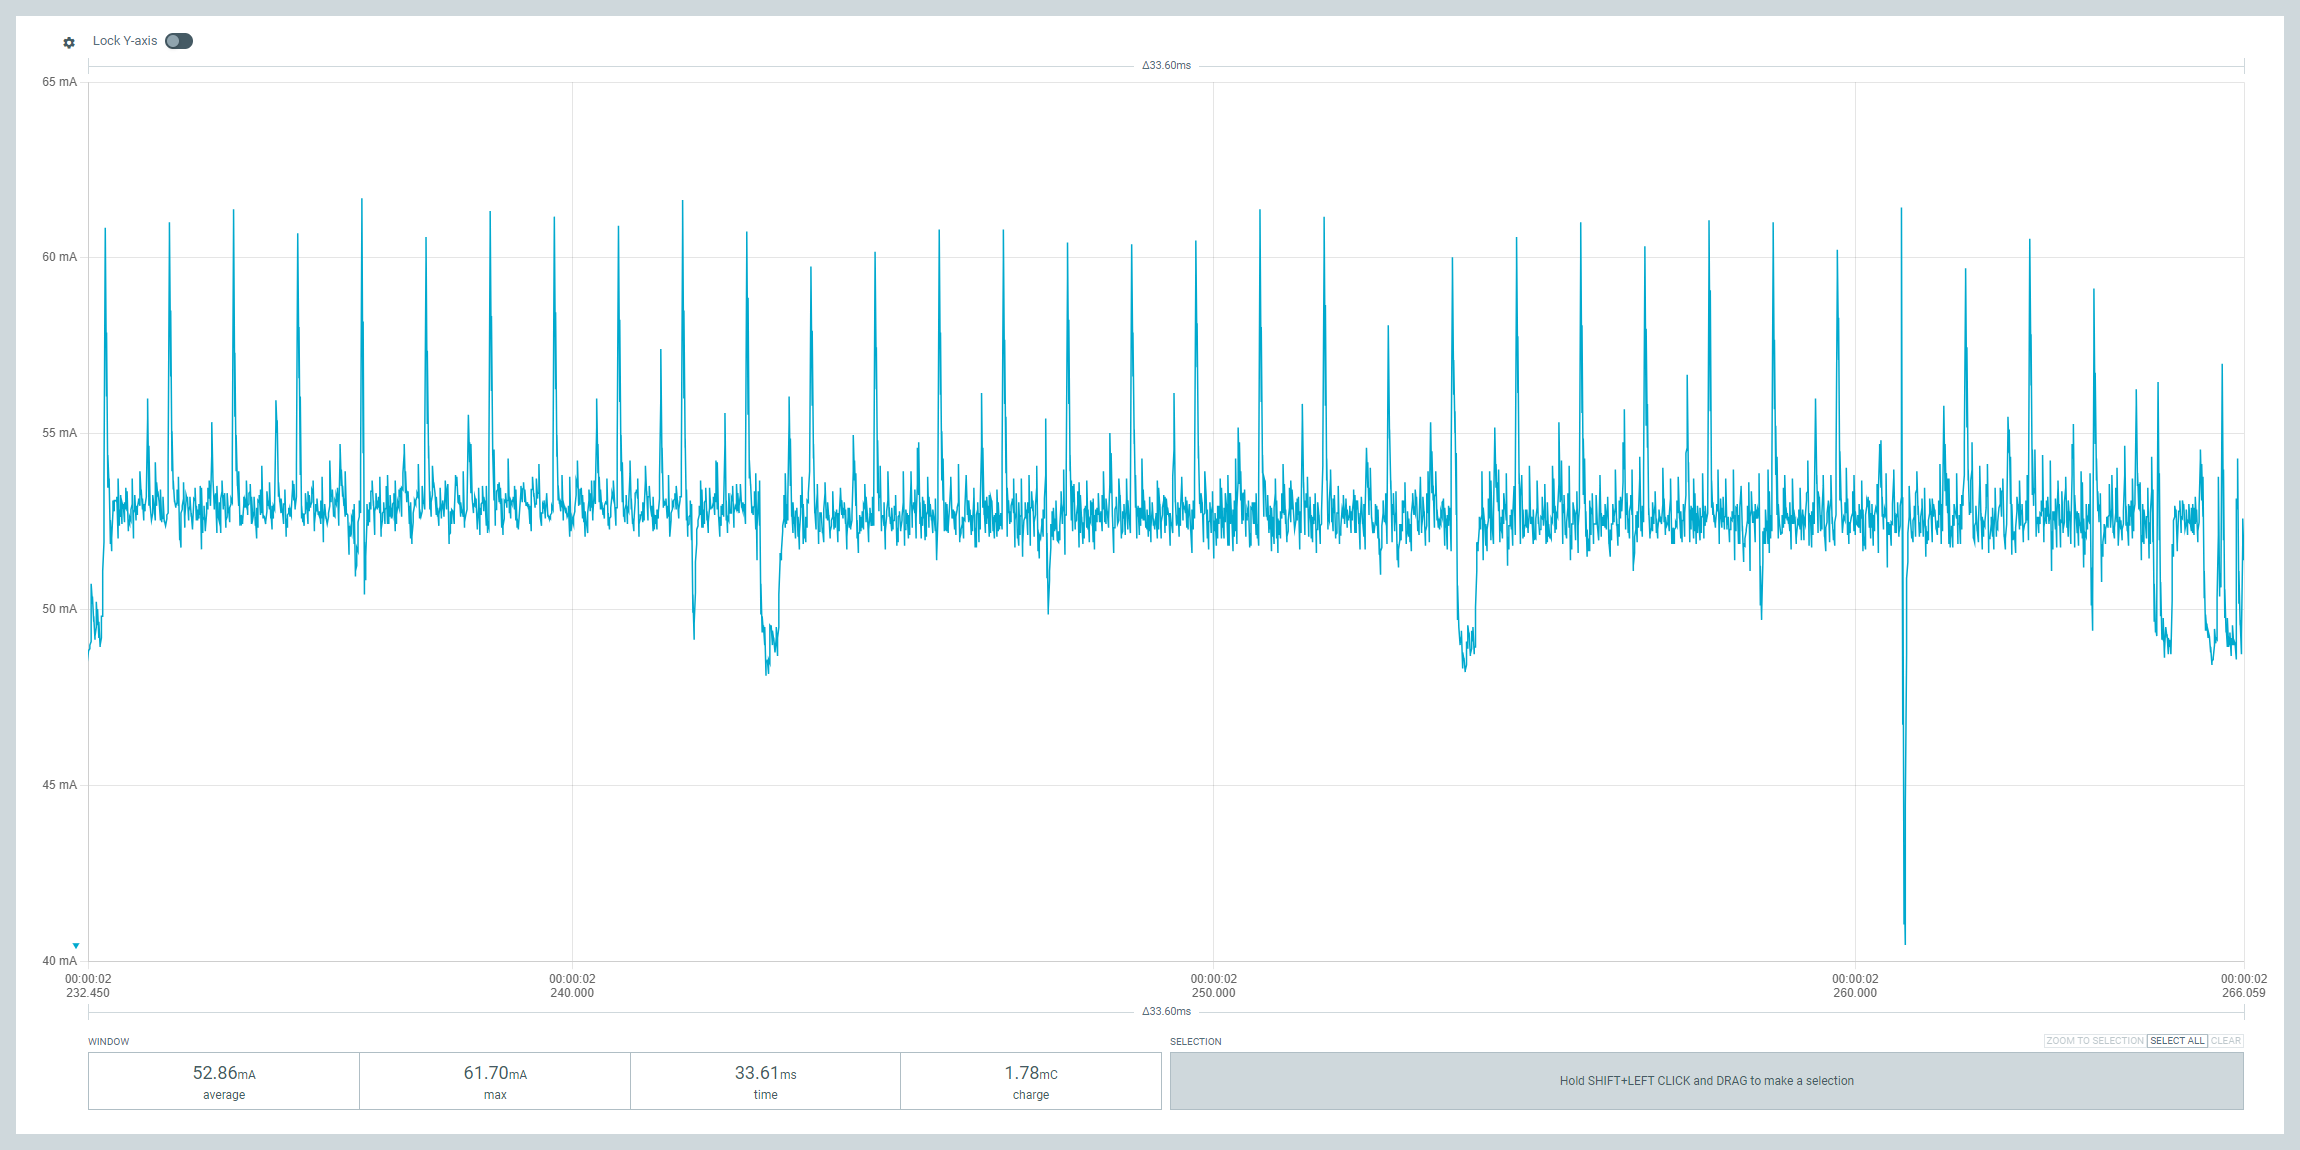 Lock Y-axis
Δ33.60ms
65 mA
60 mA
55 mA
50 mA
45 mA
40 mA
00:00:02 00:00:02 00:00:02 00:00:02 00:00:02
232.450 240.000 250.000 260.000 266.059
Δ33.60ms
WINDOW SELECTION ZOOM TO SELECTION SELECT ALL CLEAR
52.86mA 61.70mA 33.61ms 1.78mC
average max time charge
Hold SHIFT+LEFT CLICK and DRAG to make a selection